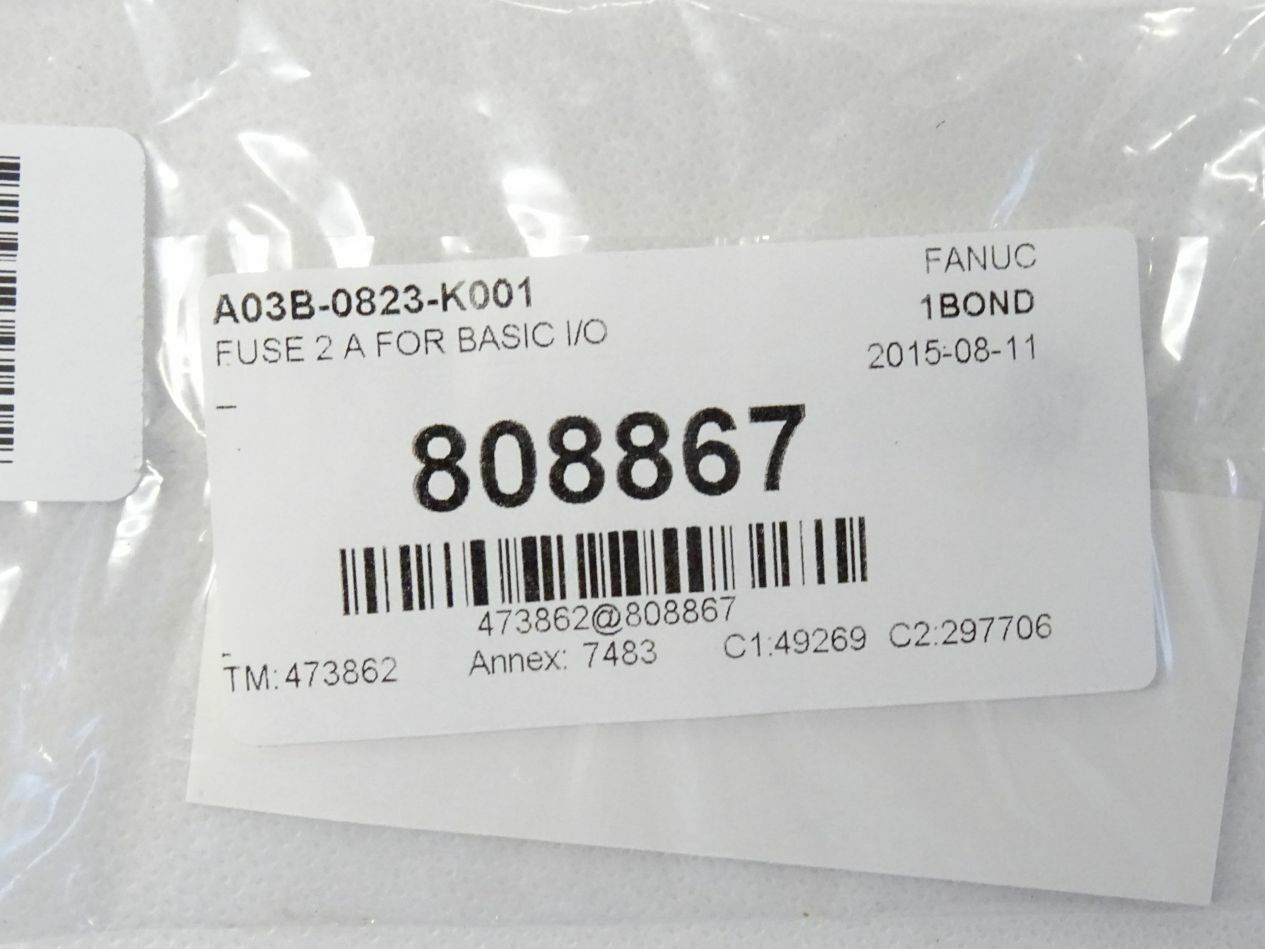 A03B-0823-K001
FUSE 2 A FOR BASIC I/O
FANUC
1BOND
2015-08-11
808867
473862@808867
TM:473862 Annex: 7483 C1:49269 C2:297706